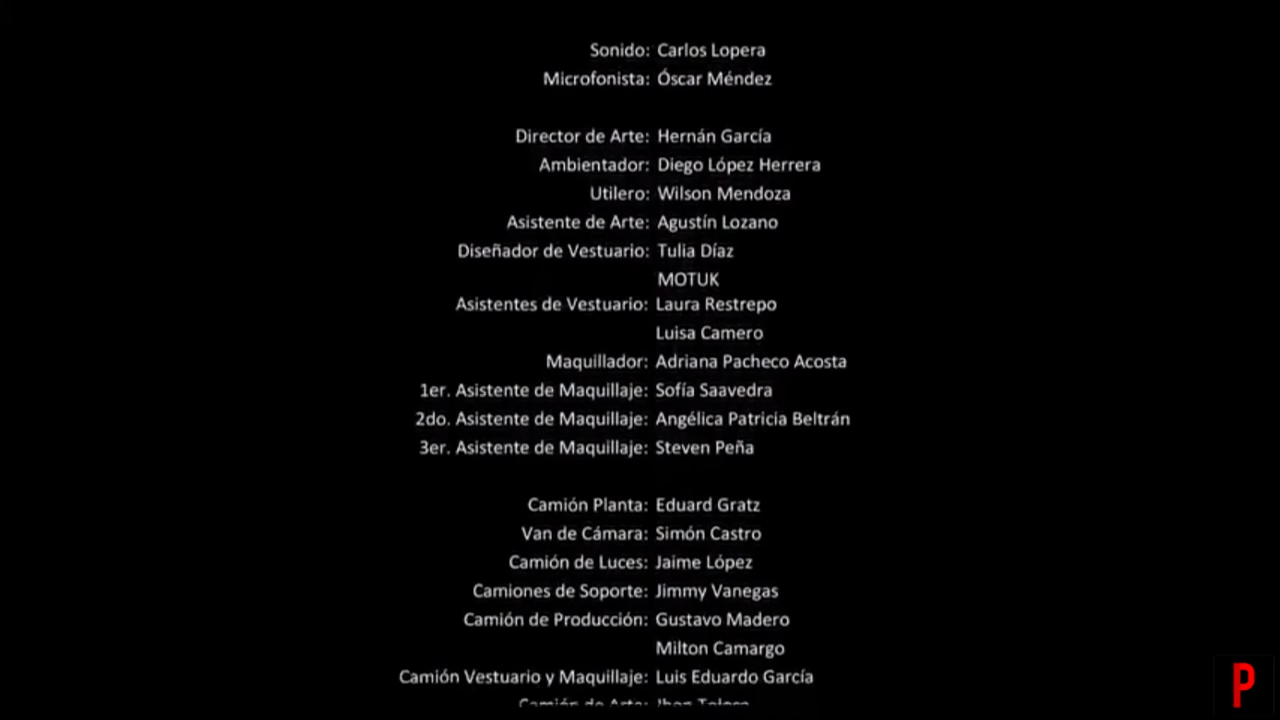 Sonido: Carlos Lopera
Microfonista: Óscar Méndez
Director de Arte: Hernán García
Ambientador: Diego López Herrera
Utilero: Wilson Mendoza
Asistente de Arte: Agustín Lozano
Diseñador de Vestuario: Tulia Díaz
MOTUK
Asistentes de Vestuario: Laura Restrepo
Luisa Camero
Maquillador: Adriana Pacheco Acosta
1er. Asistente de Maquillaje: Sofía Saavedra
2do. Asistente de Maquillaje: Angélica Patricia Beltrán
3er. Asistente de Maquillaje: Steven Peña
Camión Planta: Eduard Gratz
Van de Cámara: Simón Castro
Camión de Luces: Jaime López
Camiones de Soporte: Jimmy Vanegas
Camión de Producción: Gustavo Madero
Milton Camargo
Camión Vestuario y Maquillaje: Luis Eduardo García
Camión de Arte:
P